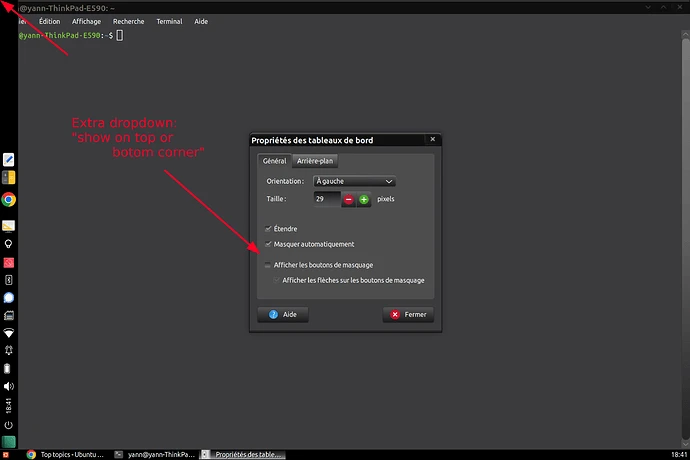 @yann-ThinkPad-E590: ~
ier Édition Affichage Recherche Terminal Aide
@yann-ThinkPad-E590:~$
Extra dropdown:
"show on top or
botom corner"
Propriétés des tableaux de bord
Général Arrière-plan
Orientation : À gauche
Taille : 29 pixels
Étendre
Masquer automatiquement
Afficher les boutons de masquage
Afficher les flèches sur les boutons de masquage
Aide Fermer
18:41
Top topics - Ubuntu ... yann@yann-ThinkPa... Propriétés des table... 18:41